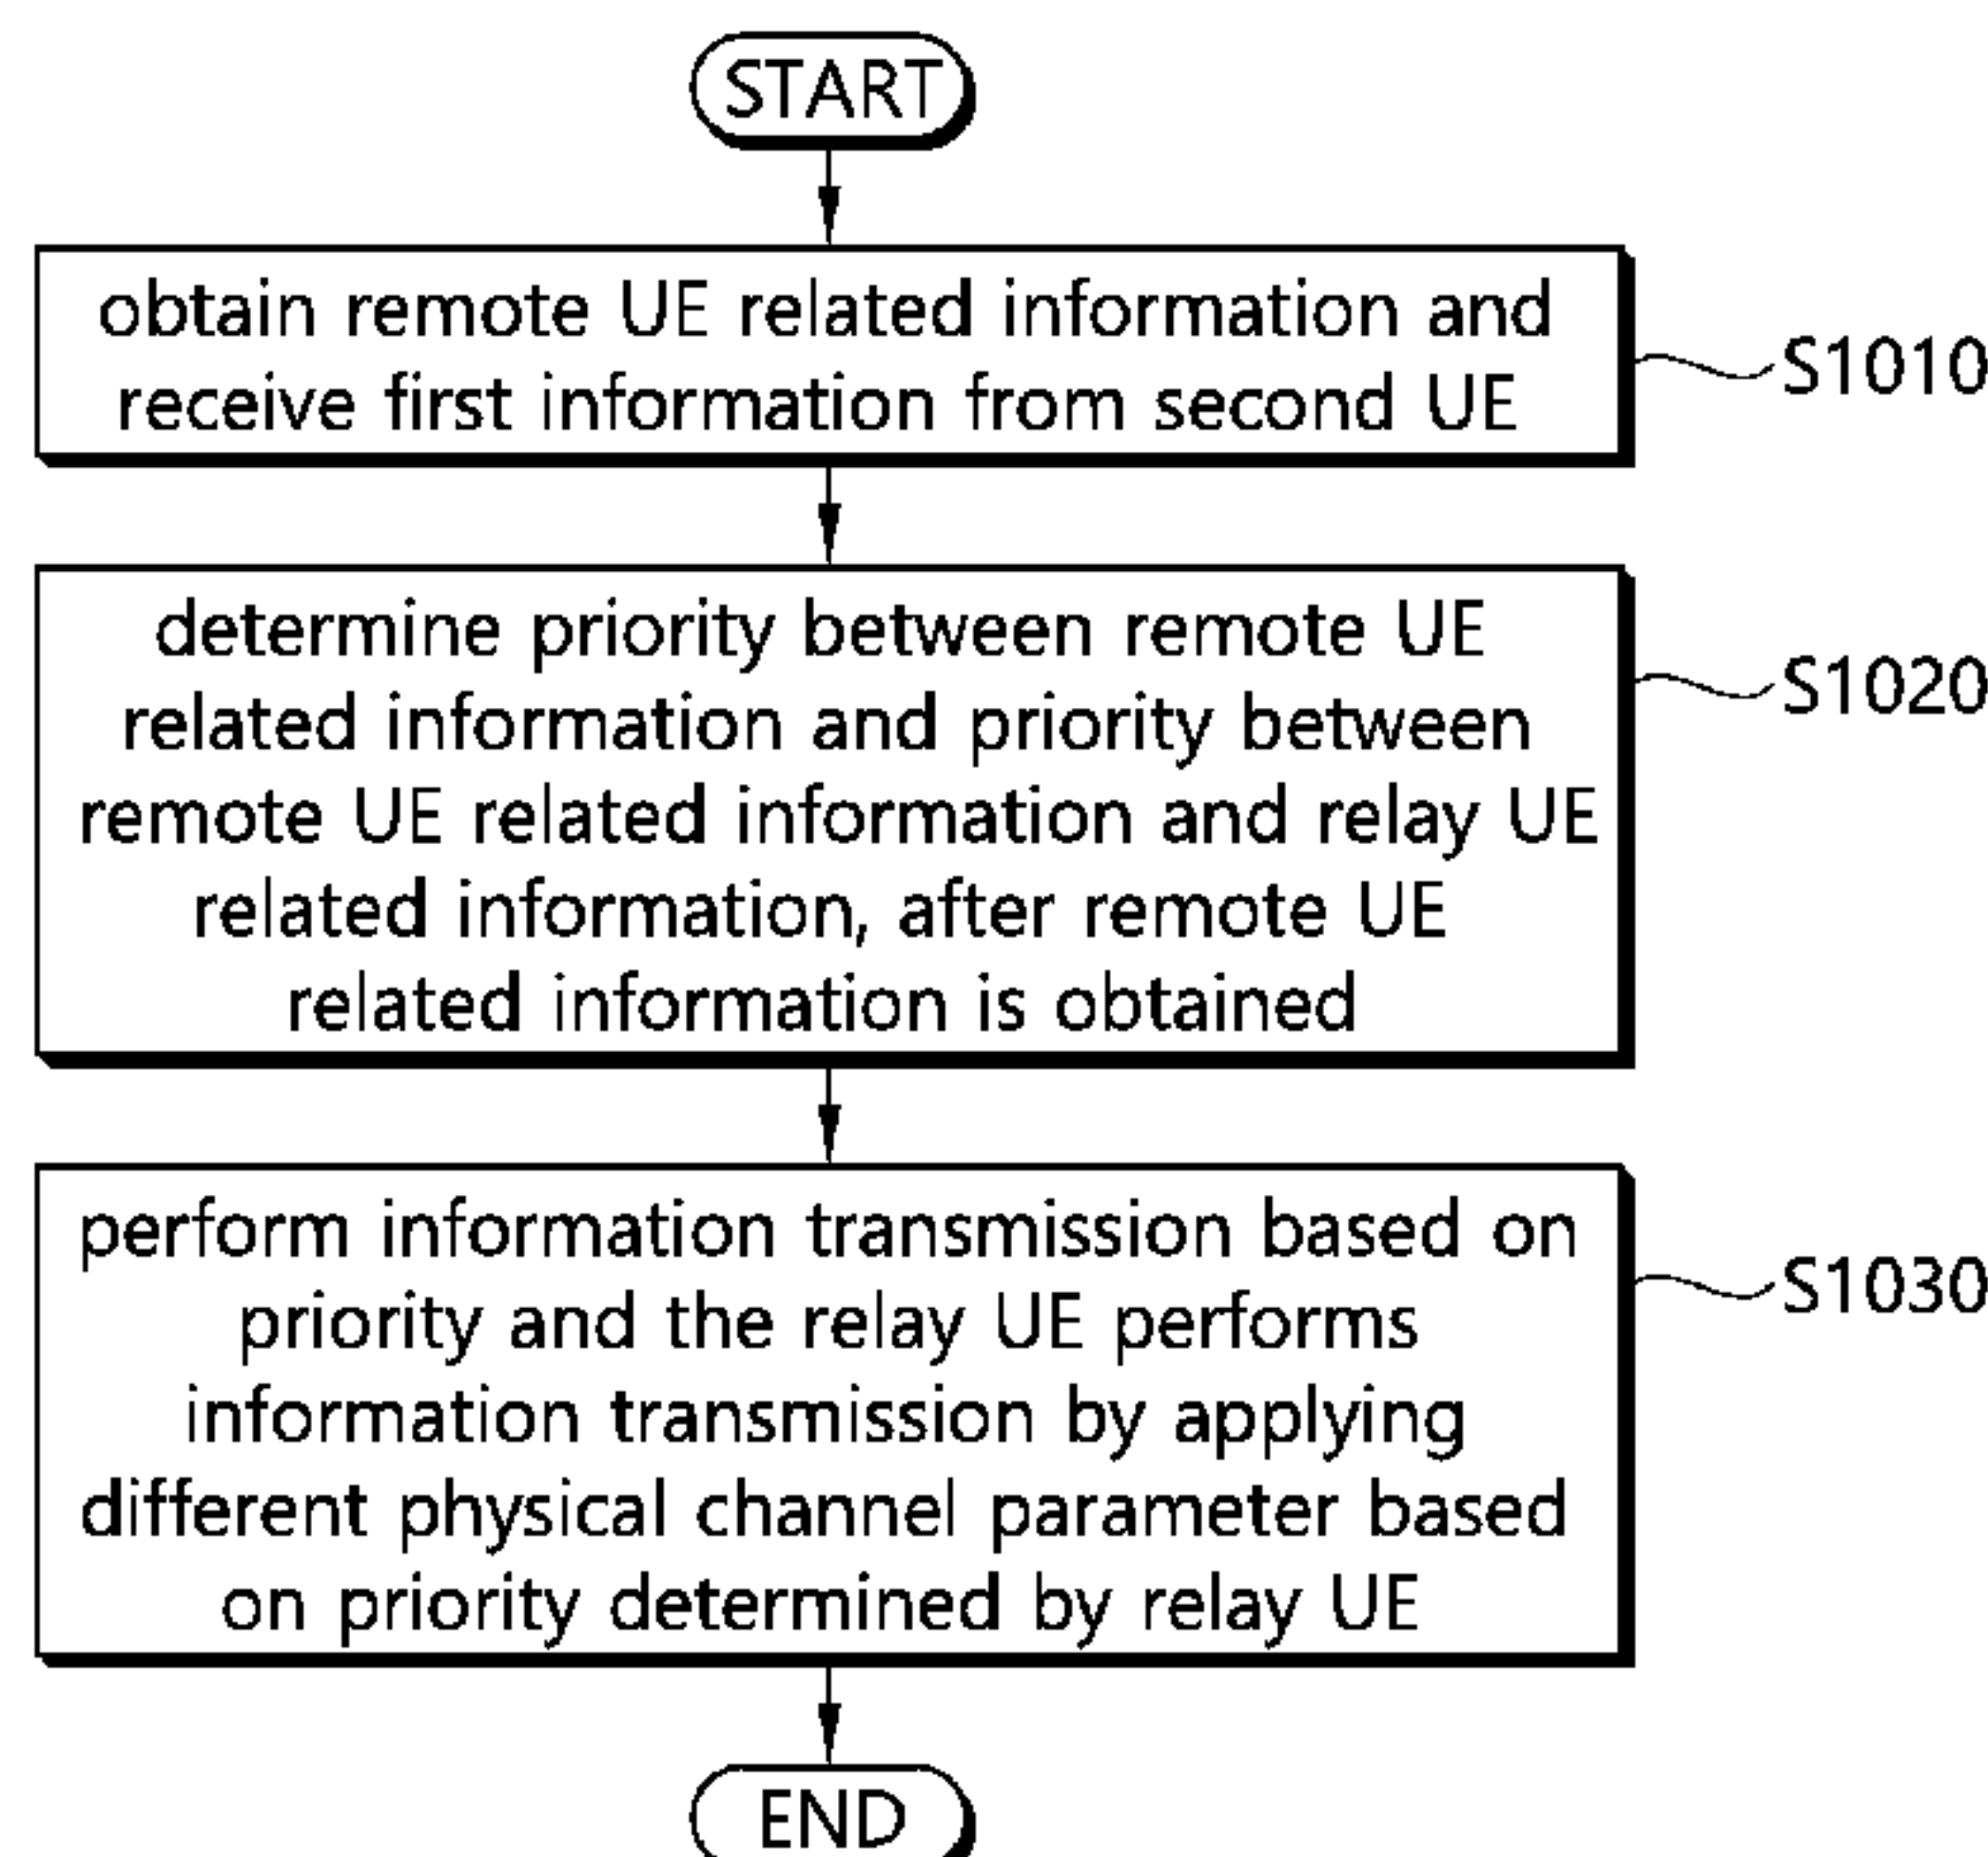 START
obtain remote UE related information and
receive first information from second UE
S1010
determine priority between remote UE
related information and priority between
remote UE related information and relay UE
related information, after remote UE
related information is obtained
S1020
perform information transmission based on
priority and the relay UE performs
information transmission by applying
different physical channel parameter based
on priority determined by relay UE
S1030
END